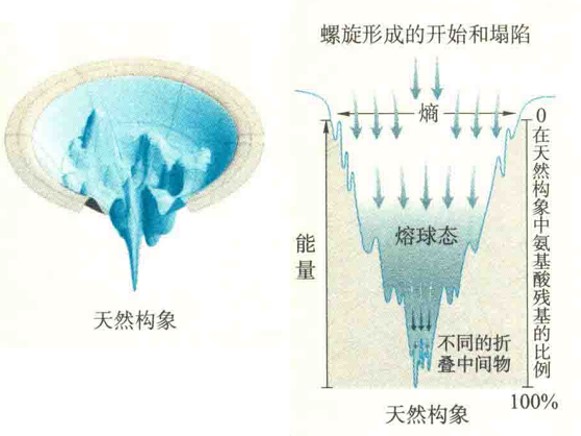 天然构象
螺旋形成的开始和塌陷
熵
0
能量
在天然构象中氨基酸残基的比例
熔球态
不同的折
叠中间物
100%
天然构象